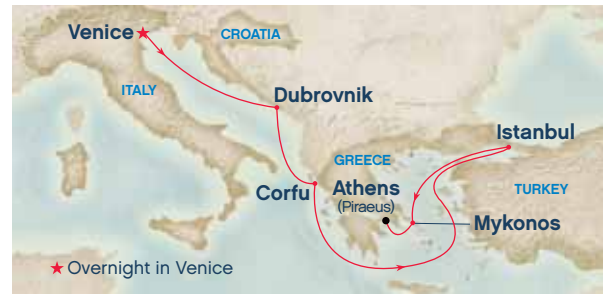 Venice★
CROATIA
ITALY
Dubrovnik
Istanbul
GREECE
Corfu
Athens
(Piraeus)
TURKEY
Mykonos
★ Overnight in Venice